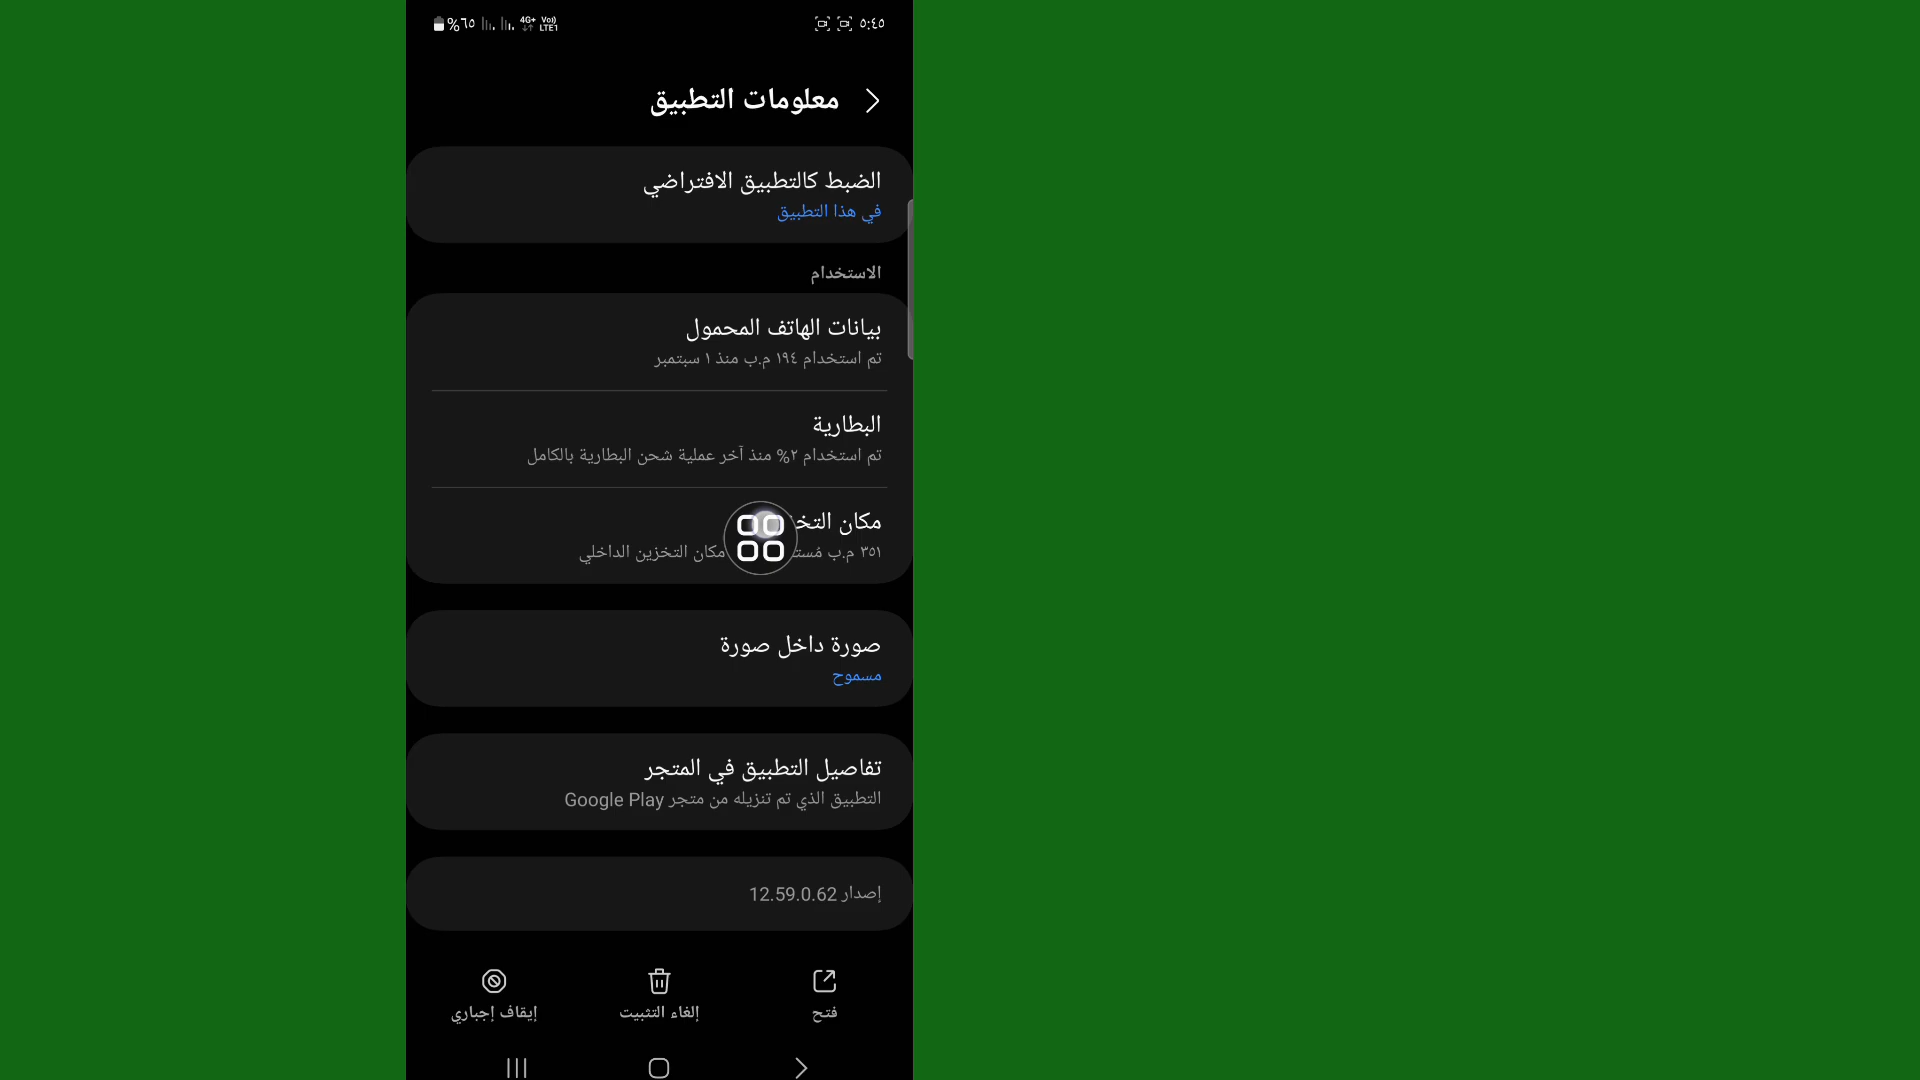 ٥:٤٥
4G+ Vo)) LTE1 ٦٥%
معلومات التطبيق
الضبط كالتطبيق الافتراضي
في هذا التطبيق
الاستخدام
بيانات الهاتف المحمول
تم استخدام ١٩٤ م.ب منذ ١ سبتمبر
البطارية
تم استخدام ٢% منذ آخر عملية شحن البطارية بالكامل
مكان
٣٥١ م.ب مكان التخزين الداخلي
صورة داخل صورة
مسموح
تفاصيل التطبيق في المتجر
التطبيق الذي تم تنزيله من متجر Google Play
إصدار 12.59.0.62
فتح
إلغاء التثبيت
إيقاف إجباري